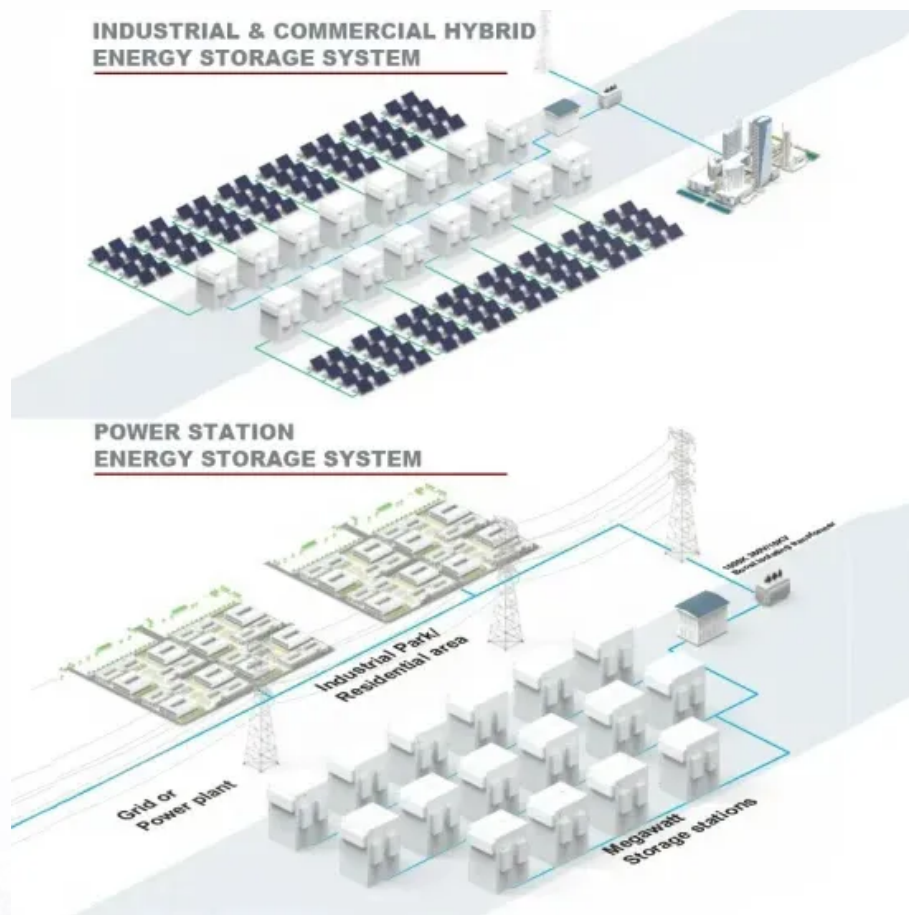 INDUSTRIAL & COMMERCIAL HYBRID
ENERGY STORAGE SYSTEM
POWER STATION
ENERGY STORAGE SYSTEM
Industrial Park/
Residential area
Grid or
Power plant
Megawatt
Storage stations